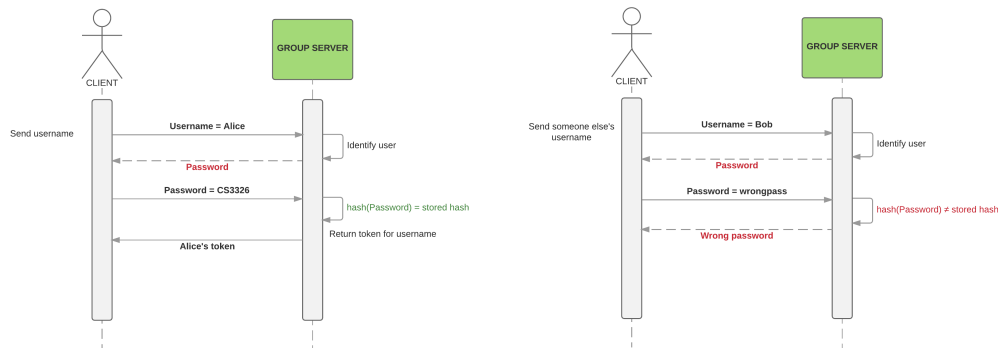 GROUP SERVER
CLIENT
Send username
Username = Alice
Identify user
Password
Password = CS3326
hash(Password) = stored hash
Return token for username
Alice's token
GROUP SERVER
CLIENT
Send someone else's
username
Username = Bob
Identify user
Password
Password = wrongpass
hash(Password) ≠ stored hash
Wrong password